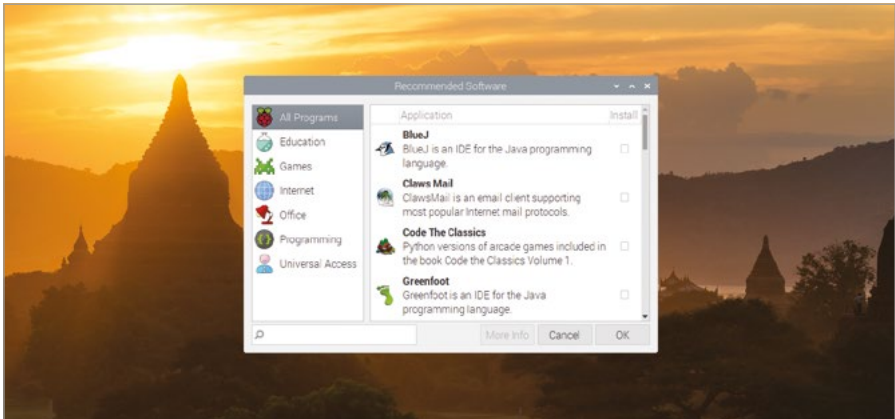 Recommended Software
All Programs
Education
Games
Internet
Office
Programming
Universal Access
Application Install
BlueJ
BlueJ is an IDE for the Java programming
language.
Claws Mail
ClawsMail is an email client supporting
most popular Internet mail protocols.
Code The Classics
Python versions of arcade games included in
the book Code the Classics Volume 1.
Greenfoot
Greenfoot is an IDE for the Java
programming language.
More Info Cancel OK